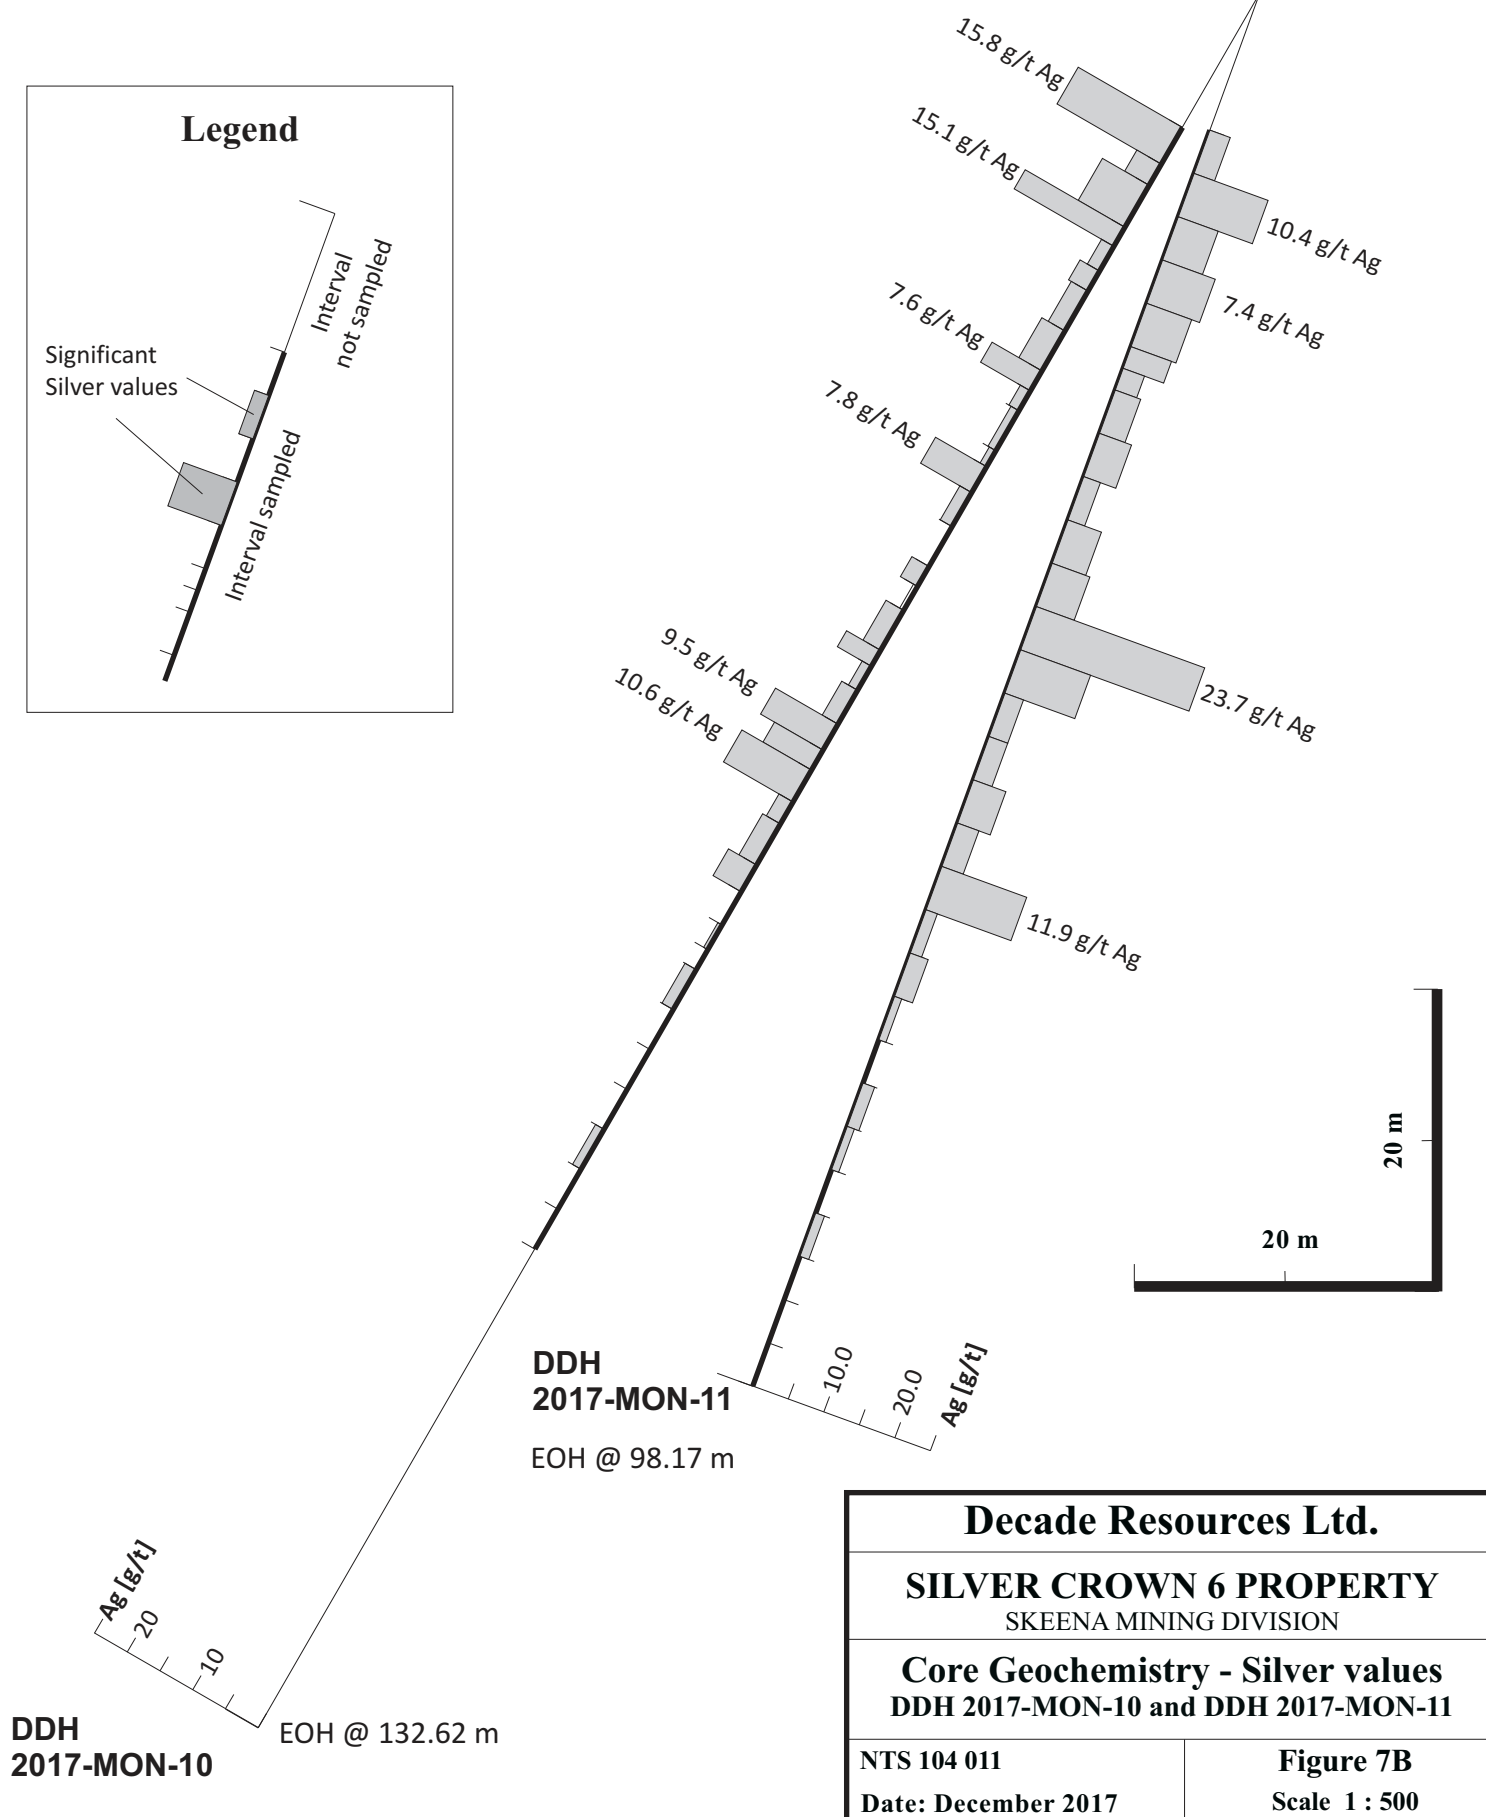 Legend
Interval
not sampled
Significant
Silver values
Interval sampled
15.8 g/t Ag
15.1 g/t Ag
7.6 g/t Ag
7.8 g/t Ag
9.5 g/t Ag
10.6 g/t Ag
10.4 g/t Ag
7.4 g/t Ag
23.7 g/t Ag
11.9 g/t Ag
20 m
20 m
DDH
2017-MON-11
EOH @ 98.17 m
10.0
20.0
Ag [g/t]
Ag [g/t]
20
10
DDH
2017-MON-10
EOH @ 132.62 m
Decade Resources Ltd.
SILVER CROWN 6 PROPERTY
SKEENA MINING DIVISION
Core Geochemistry - Silver values
DDH 2017-MON-10 and DDH 2017-MON-11
NTS 104 011
Date: December 2017
Figure 7B
Scale 1 : 500